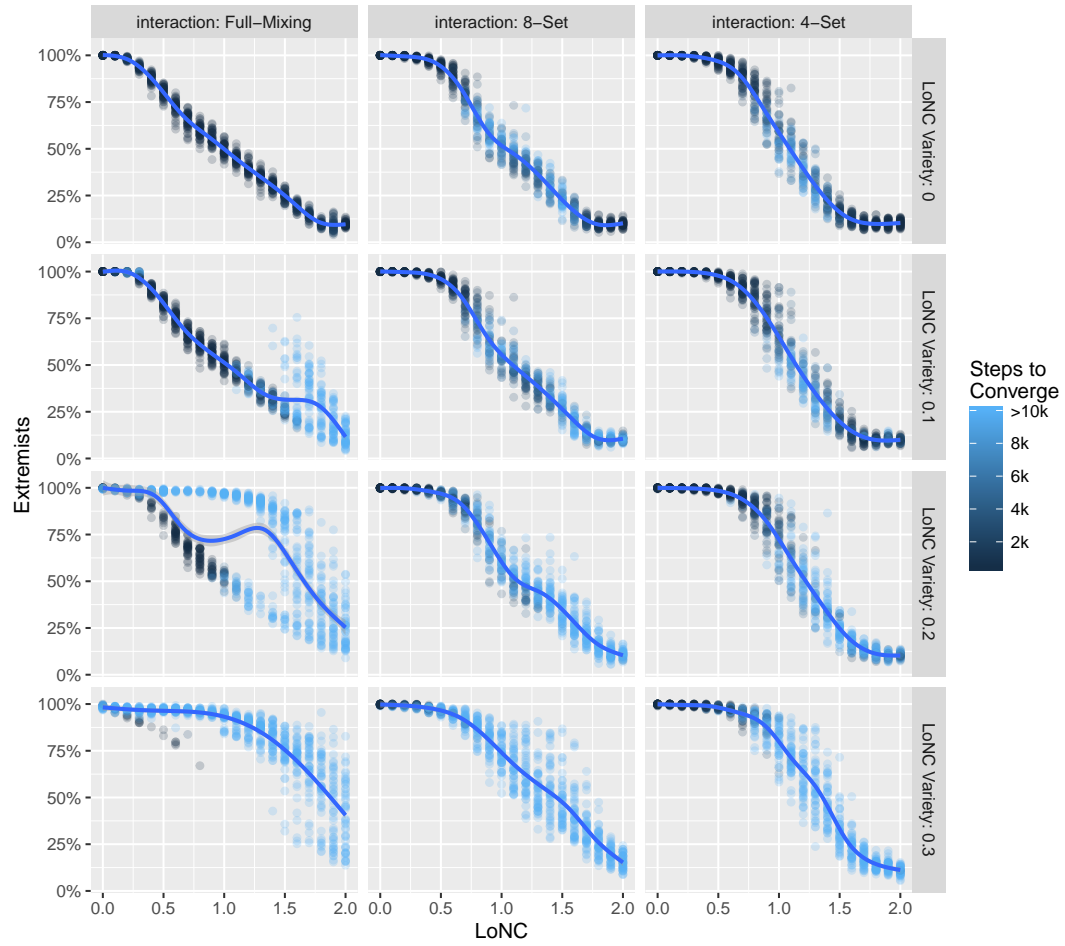 interaction: Full−Mixing
interaction: 8−Set
interaction: 4−Set
100%
75%
50%
25%
0%
LoNC Variety: 0
100%
75%
50%
25%
0%
LoNC Variety: 0.1
100%
75%
50%
25%
0%
LoNC Variety: 0.2
100%
75%
50%
25%
0%
LoNC Variety: 0.3
Extremists
0.0 0.5 1.0 1.5 2.0
0.0 0.5 1.0 1.5 2.0
0.0 0.5 1.0 1.5 2.0
LoNC
Steps to
Converge
>10k
8k
6k
4k
2k